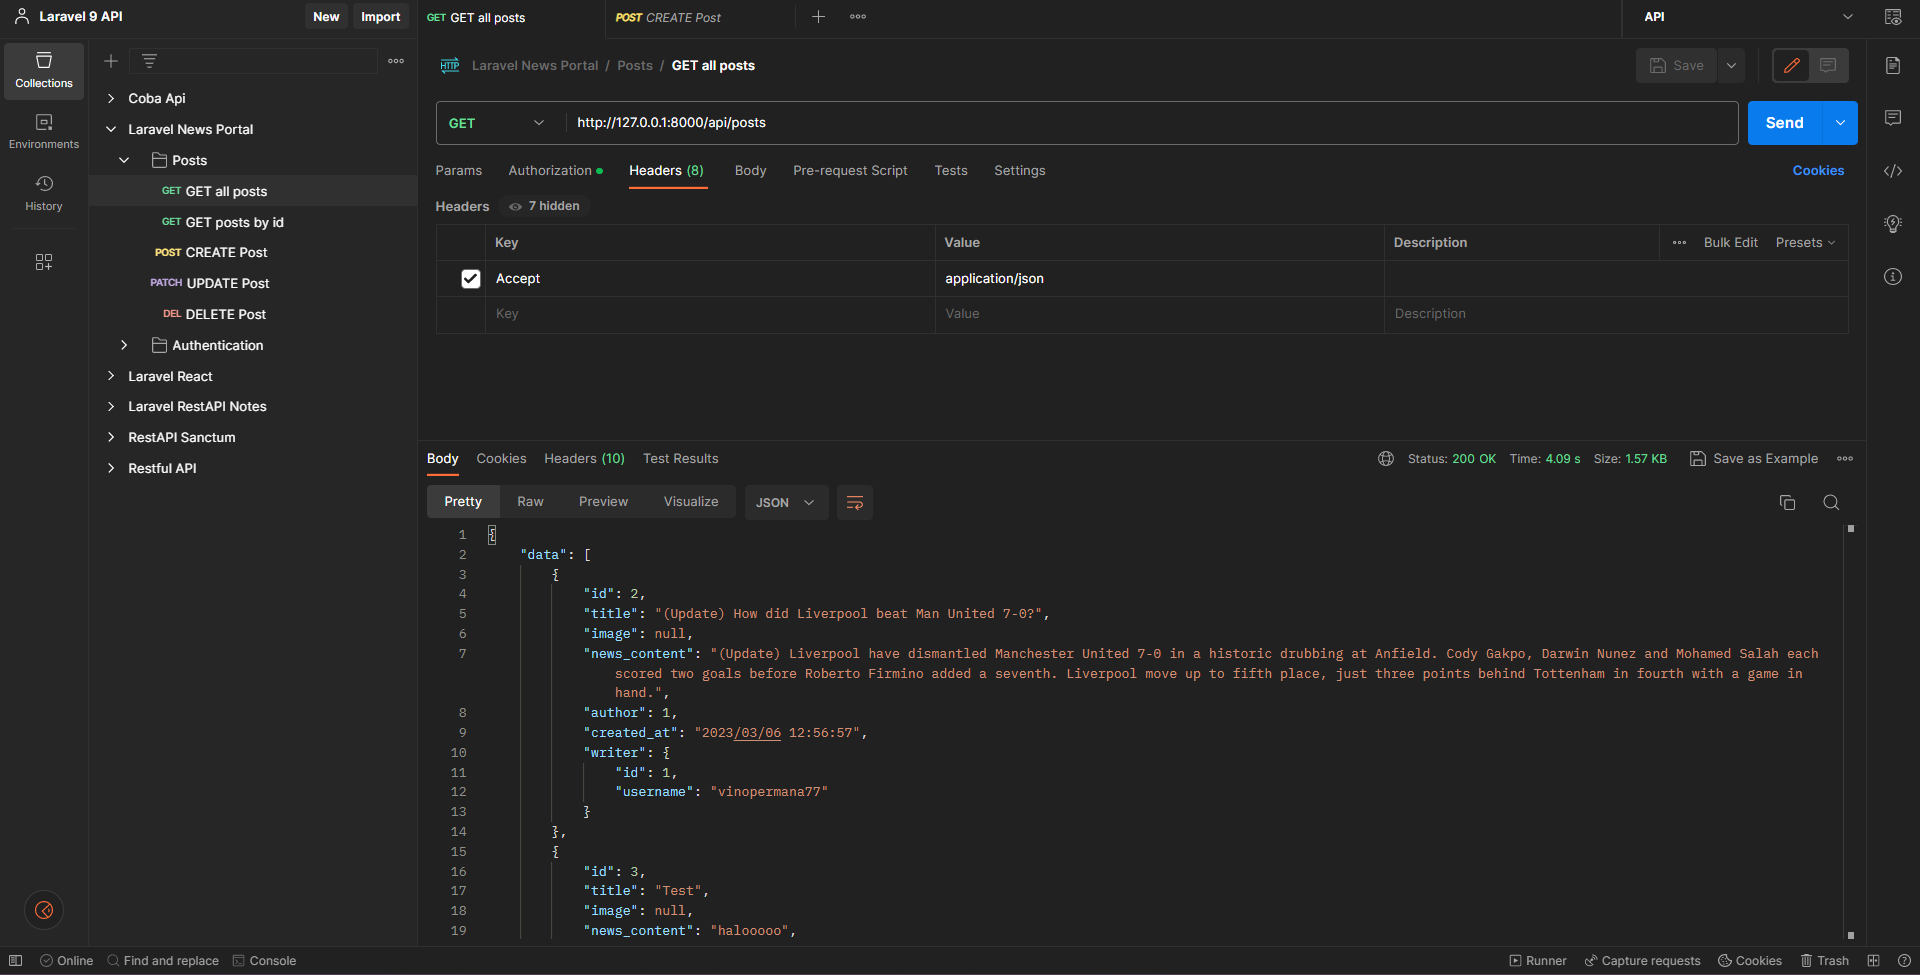 Laravel 9 API
New
Import
GET GET all posts
POST CREATE Post
API
Collections
Environments
History
Coba Api
Laravel News Portal
Posts
GET GET all posts
GET GET posts by id
POST CREATE Post
PATCH UPDATE Post
DEL DELETE Post
Authentication
Laravel React
Laravel RestAPI Notes
RestAPI Sanctum
Restful API
HTTP Laravel News Portal / Posts / GET all posts
Save
GET http://127.0.0.1:8000/api/posts
Send
Params Authorization Headers (8) Body Pre-request Script Tests Settings Cookies
Headers 7 hidden
Key Value Description Bulk Edit Presets
Accept application/json
Key Value Description
Body Cookies Headers (10) Test Results Status: 200 OK Time: 4.09 s Size: 1.57 KB Save as Example
Pretty Raw Preview Visualize JSON
1 {
2 "data": [
3 {
4 "id": 2,
5 "title": "(Update) How did Liverpool beat Man United 7-0?",
6 "image": null,
7 "news_content": "(Update) Liverpool have dismantled Manchester United 7-0 in a historic drubbing at Anfield. Cody Gakpo, Darwin Nunez and Mohamed Salah each
scored two goals before Roberto Firmino added a seventh. Liverpool move up to fifth place, just three points behind Tottenham in fourth with a game in
hand.",
8 "author": 1,
9 "created_at": "2023/03/06 12:56:57",
10 "writer": {
11 "id": 1,
12 "username": "vinopermana77"
13 }
14 },
15 {
16 "id": 3,
17 "title": "Test",
18 "image": null,
19 "news_content": "halooooo",
Online Find and replace Console Runner Capture requests Cookies Trash